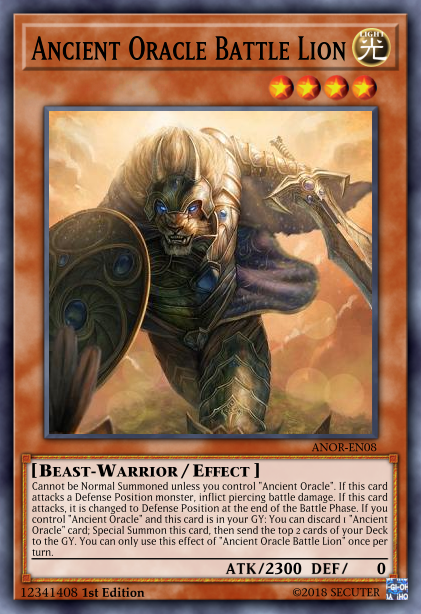 ANCIENT ORACLE BATTLE LION
LIGHT
光
ANOR-EN08
[BEAST-WARRIOR/EFFECT]
Cannot be Normal Summoned unless you control "Ancient Oracle". If this card
attacks a Defense Position monster, inflict piercing battle damage. If this card
attacks, it is changed to Defense Position at the end of the Battle Phase. If you
control "Ancient Oracle" and this card is in your GY: You can discard 1 "Ancient
Oracle" card; Special Summon this card, then send the top 2 cards of your Deck
to the GY. You can only use this effect of "Ancient Oracle Battle Lion" once per
turn.
ATK/2300 DEF/ 0
12341408 1st Edition ©2018 SECUTER